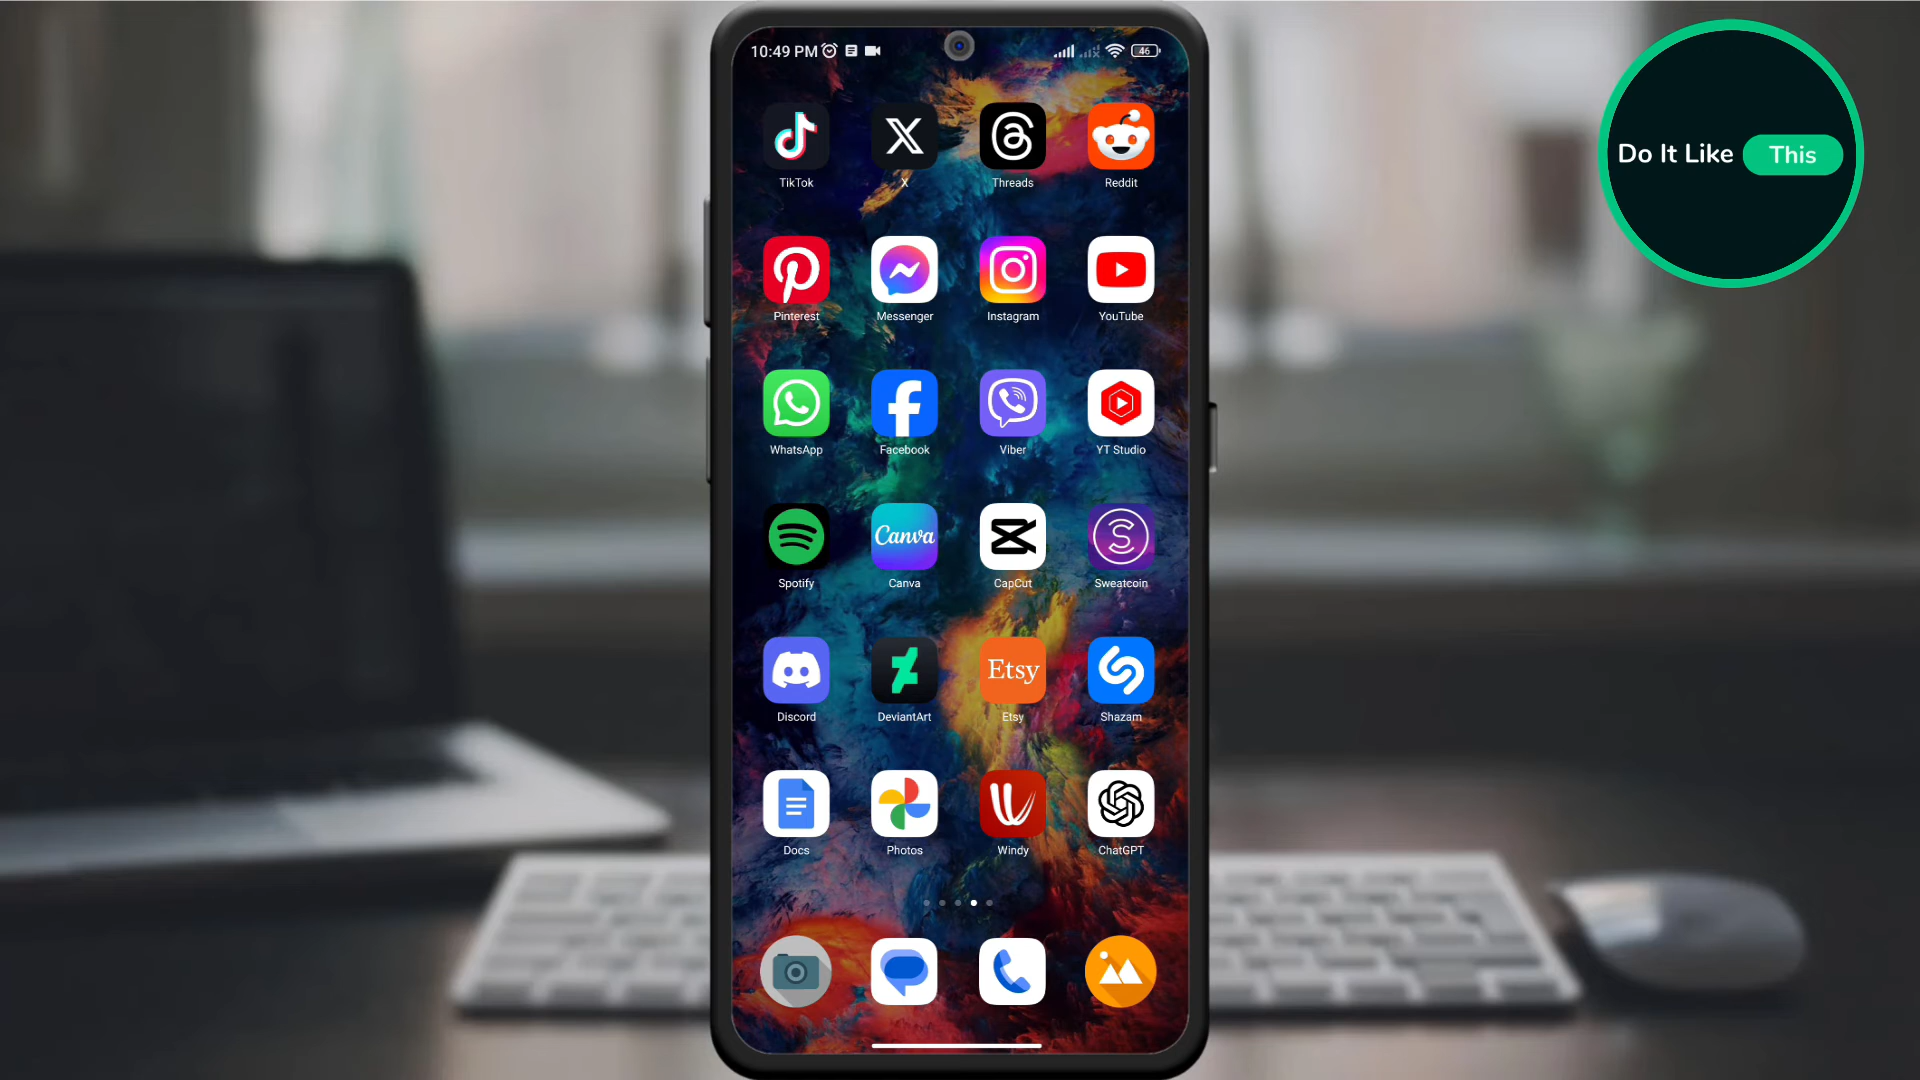 10:49 PM
46
Do It Like This
TikTok
X
Threads
Reddit
Pinterest
Messenger
Instagram
YouTube
WhatsApp
Facebook
Viber
YT Studio
Spotify
Canva
Canva
CapCut
Sweatcoin
Etsy
Discord
DeviantArt
Etsy
Shazam
Docs
Photos
Windy
ChatGPT